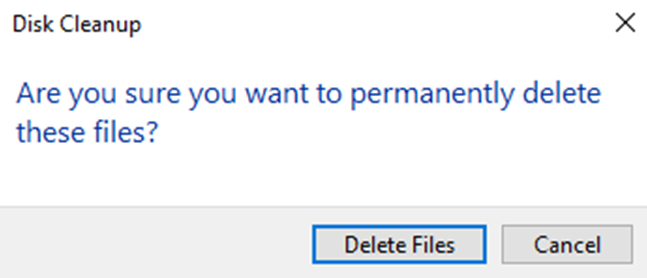 Disk Cleanup
Are you sure you want to permanently delete
these files?
Delete Files
Cancel